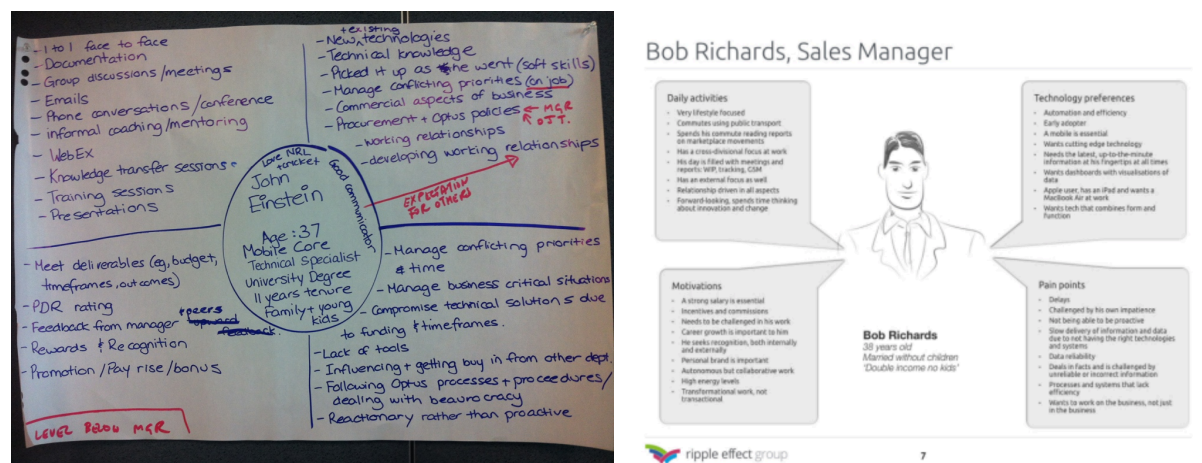 - 1 to 1 face to face
- Documentation
- Group discussions/meetings
- Emails
- Phone conversations/conference
- informal coaching/mentoring
- WebEx
- Knowledge transfer sessions
- Training sessions
- Presentations
+ existing
- New technologies
- Technical knowledge
- Picked it up as he went (soft skills)
- Manage conflicting priorities (on job)
- Commercial aspects of business
- Procurement + Optus policies ← MGR
OJT.
- working relationships
- developing working relationships
EXPECTATION
FOR OTHERS
Love NRL
+ cricket
Good communicator
John
Einstein
Age: 37
Mobile Core
Technical Specialist
University Degree
11 years tenure
Family + young
kids
- Meet deliverables (eg, budget,
timeframes, outcomes)
- PDR rating
+ peers
- Feedback from manager upward
feedback
- Rewards & Recognition
- Promotion/Pay rise/bonus
LEVEL BELOW MGR
- Manage conflicting priorities
& time
- Manage business critical situations
- Compromise technical solutions due
to funding & timeframes.
- Lack of tools
- Influencing + getting buy in from other dept.
- Following Optus processes + proceedures/
dealing with beaurocracy
- Reactionary rather than proactive
Bob Richards, Sales Manager
Daily activities
• Very lifestyle focused
• Commutes using public transport
• Spends his commute reading reports
on marketplace movements
• Has a cross-divisional focus at work
• His day is filled with meetings and
reports; WIP, tracking, GSM
• Has an external focus as well
• Relationship driven in all aspects
• Forward-looking, spends time thinking
about innovation and change
Technology preferences
• Automation and efficiency
• Early adopter
• A mobile is essential
• Wants cutting edge technology
• Needs the latest, up-to-the-minute
information at his fingertips at all times
• Wants dashboards with visualisations of
data
• Apple user, has an iPad and wants a
MacBook Air at work
• Wants tech that combines form and
function
Motivations
• A strong salary is essential
• Incentives and commissions
• Needs to be challenged in his work
• Career growth is important to him
• He seeks recognition, both internally
and externally
• Personal brand is important
• Autonomous but collaborative work
• High energy levels
• Transformational work, not
transactional
Bob Richards
38 years old
Married without children
'Double income no kids'
Pain points
• Delays
• Challenged by his own impatience
• Not being able to be proactive
• Slow delivery of information and data
due to not having the right technologies
and systems
• Data reliability
• Deals in facts and is challenged by
unreliable or incorrect information
• Processes and systems that lack
efficiency
• Wants to work on the business, not just
in the business
ripple effect group
7